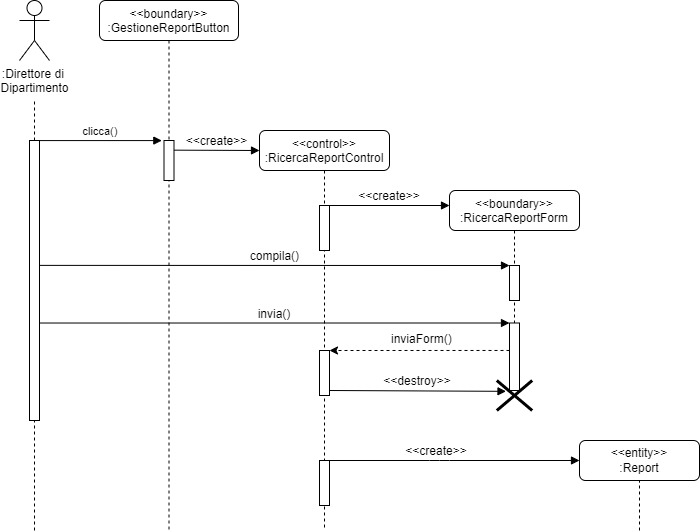 <<boundary>>
:GestioneReportButton
:Direttore di
Dipartimento
clicca()
<<create>>
<<control>>
:RicercaReportControl
<<create>>
<<boundary>>
:RicercaReportForm
compila()
invia()
inviaForm()
<<destroy>>
<<create>>
<<entity>>
:Report